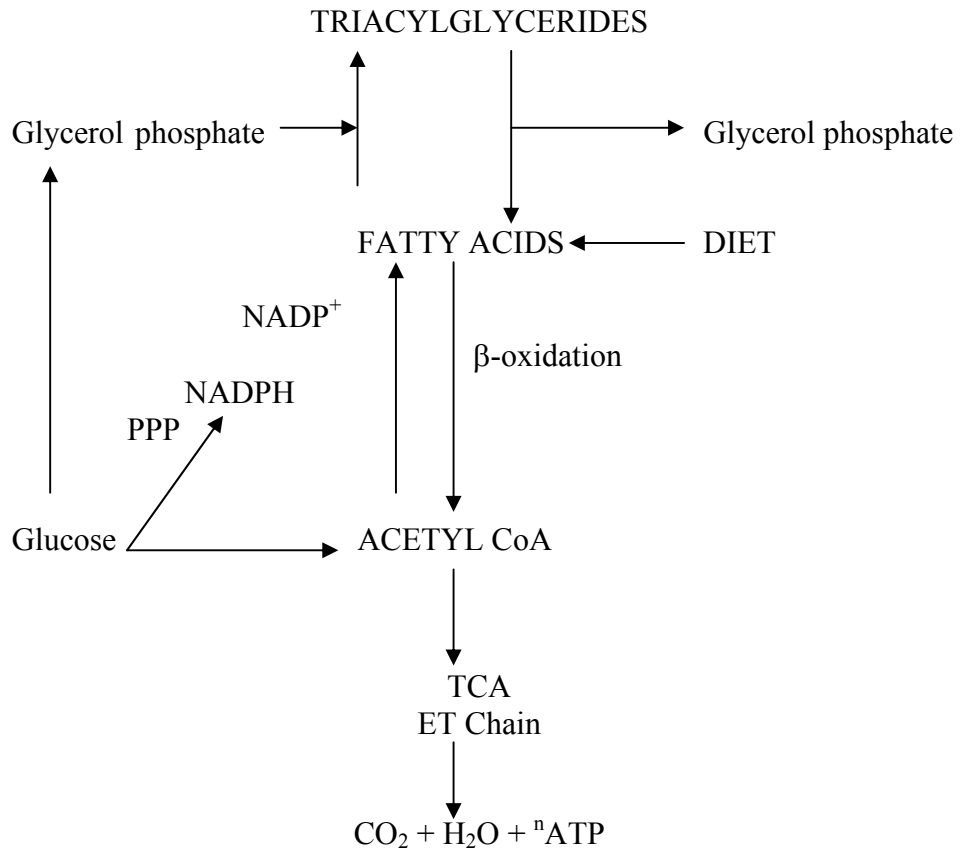 TRIACYLGLYCERIDES
Glycerol phosphate
Glycerol phosphate
FATTY ACIDS
DIET
NADP⁺
β-oxidation
NADPH
PPP
Glucose
ACETYL CoA
TCA
ET Chain
CO₂ + H₂O + ⁿATP